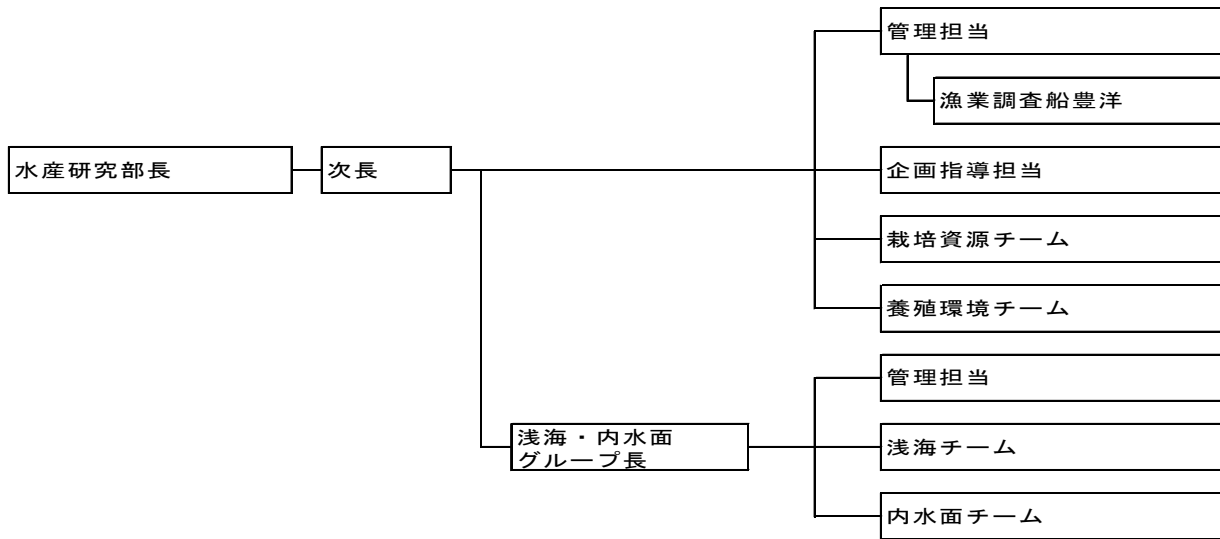 管理担当
漁業調査船豊洋
水産研究部長
次長
企画指導担当
栽培資源チーム
養殖環境チーム
管理担当
浅海・内水面
グループ長
浅海チーム
内水面チーム